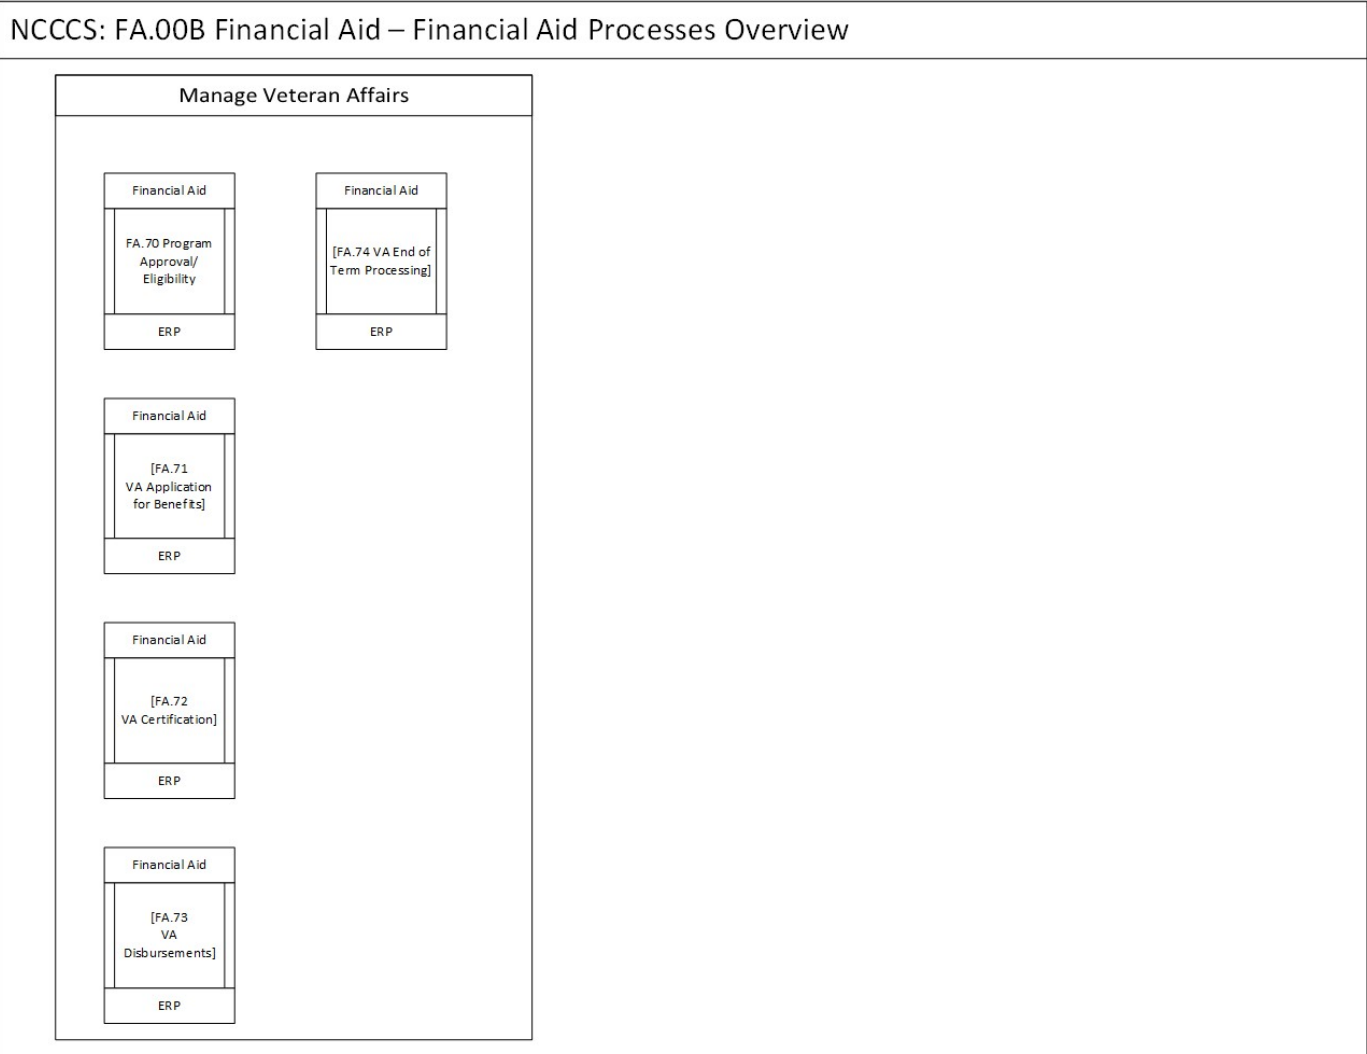 NCCCS: FA.00B Financial Aid – Financial Aid Processes Overview
Manage Veteran Affairs
Financial Aid
FA.70 Program
Approval/
Eligibility
ERP
Financial Aid
[FA.74 VA End of
Term Processing]
ERP
Financial Aid
[FA.71
VA Application
for Benefits]
ERP
Financial Aid
[FA.72
VA Certification]
ERP
Financial Aid
[FA.73
VA
Disbursements]
ERP